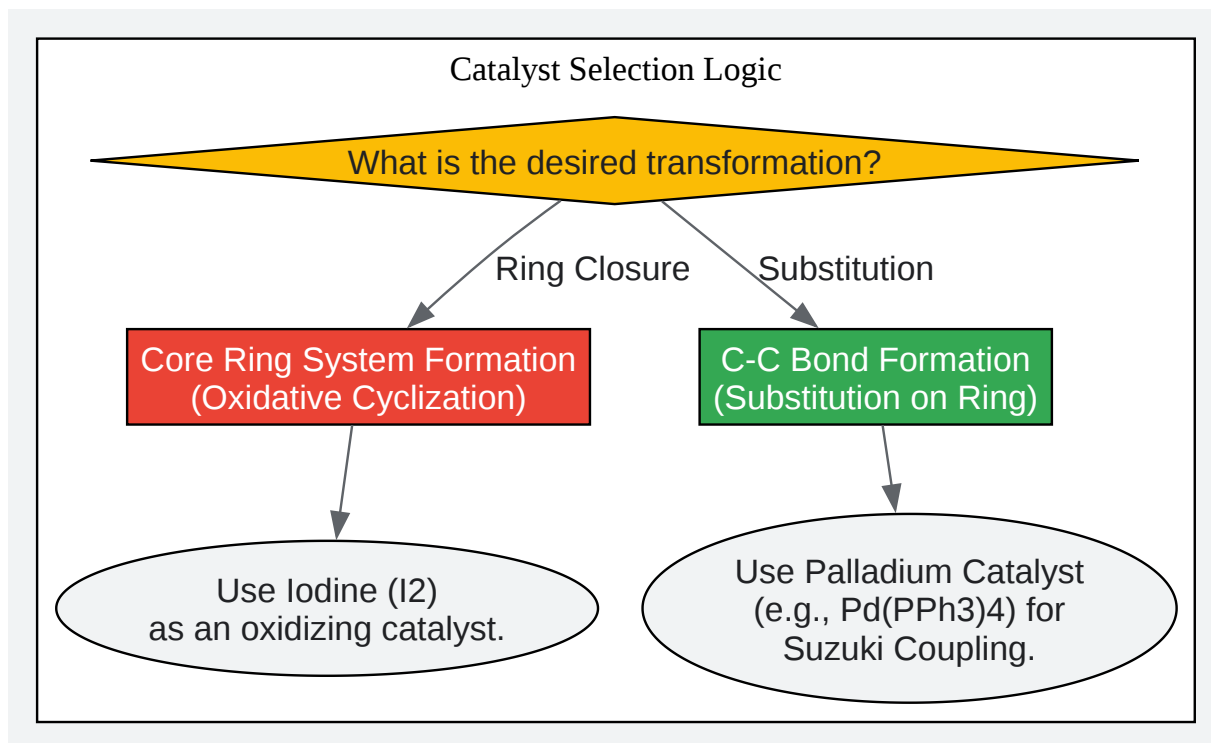 Catalyst Selection Logic
What is the desired transformation?
Ring Closure
Substitution
Core Ring System Formation
(Oxidative Cyclization)
C-C Bond Formation
(Substitution on Ring)
Use Iodine (I2)
as an oxidizing catalyst.
Use Palladium Catalyst
(e.g., Pd(PPh3)4) for
Suzuki Coupling.